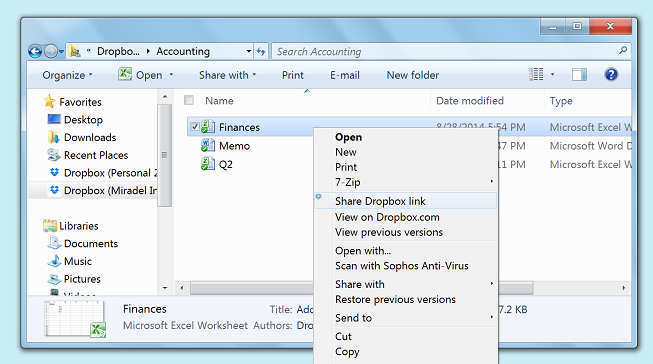 Dropbo... Accounting Search Accounting
Organize Open Share with Print E-mail New folder
Favorites
Desktop
Downloads
Recent Places
Dropbox (Personal 2
Dropbox (Miradel In
Libraries
Documents
Music
Pictures
Videos
Name Date modified Type
Finances 8/28/2014 5:54 PM Microsoft Excel W
Memo 47 PM Microsoft Word D
Q2 11 PM Microsoft Excel W
Open
New
Print
7-Zip
Share Dropbox link
View on Dropbox.com
View previous versions
Open with...
Scan with Sophos Anti-Virus
Share with
Restore previous versions
Send to
Cut
Copy
Finances Title: Add 7.2 KB
Microsoft Excel Worksheet Authors: Dro